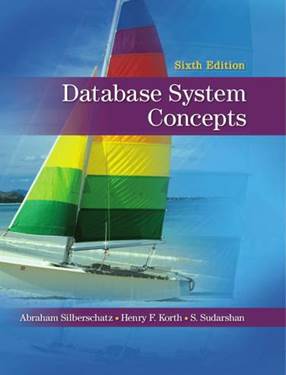 Sixth Edition
Database System
Concepts
Abraham Silberschatz • Henry F. Korth • S. Sudarshan